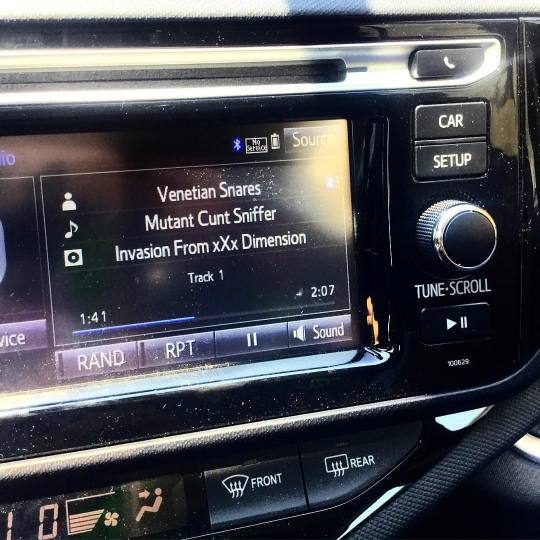 No Service
Source
CAR
SETUP
Venetian Snares
Mutant Cunt Sniffer
Invasion From xXx Dimension
Track 1
1:41
2:07
RAND
RPT
Sound
TUNE·SCROLL
100629
FRONT
REAR